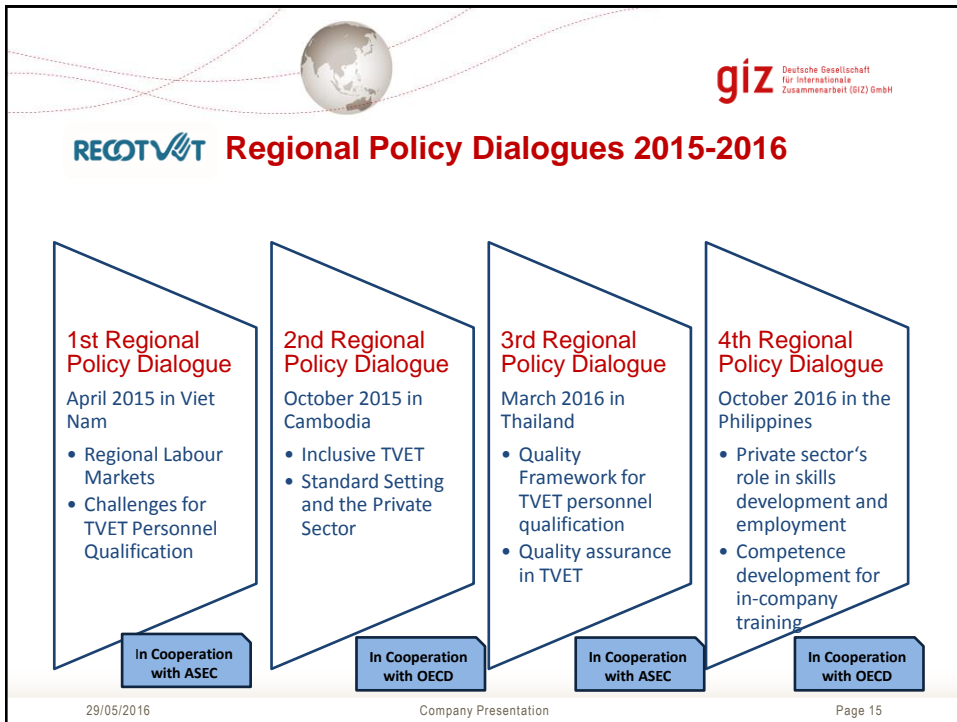 giz
Deutsche Gesellschaft
für Internationale
Zusammenarbeit (GIZ) GmbH
RECOTVET Regional Policy Dialogues 2015-2016
1st Regional
Policy Dialogue
April 2015 in Viet
Nam
• Regional Labour
Markets
• Challenges for
TVET Personnel
Qualification
In Cooperation
with ASEC
2nd Regional
Policy Dialogue
October 2015 in
Cambodia
• Inclusive TVET
• Standard Setting
and the Private
Sector
In Cooperation
with OECD
3rd Regional
Policy Dialogue
March 2016 in
Thailand
• Quality
Framework for
TVET personnel
qualification
• Quality assurance
in TVET
In Cooperation
with ASEC
4th Regional
Policy Dialogue
October 2016 in the
Philippines
• Private sector‘s
role in skills
development and
employment
• Competence
development for
in-company
training
In Cooperation
with OECD
29/05/2016
Company Presentation
Page 15